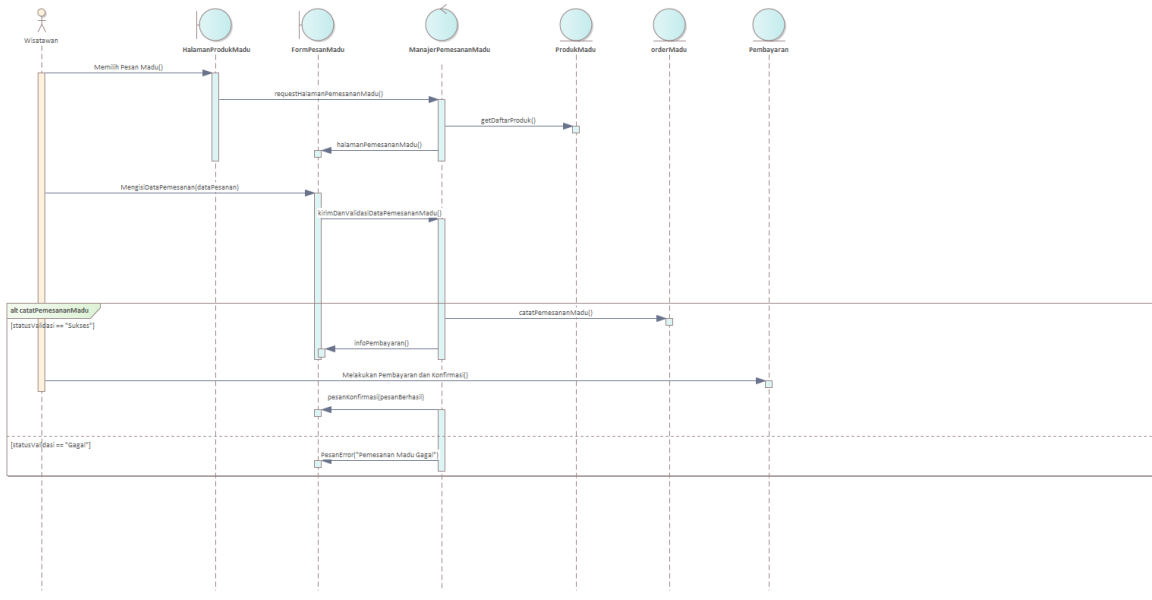 Wisatawan
HalamanProdukMadu
FormPesanMadu
ManajerPemesananMadu
ProdukMadu
orderMadu
Pembayaran
Memilih Pesan Madu()
requestHalamanPemesananMadu()
getDaftarProduk()
halamanPemesananMadu()
MengisiDataPemesanan(dataPesanan)
kirimDanValidasiDataPemesananMadu()
alt catatPemesananMadu
[statusValidasi == "Sukses"]
catatPemesananMadu()
infoPembayaran()
Melakukan Pembayaran dan Konfirmasi()
pesanKonfirmasi(pesanBerhasil)
[statusValidasi == "Gagal"]
PesanError("Pemesanan Madu Gagal")